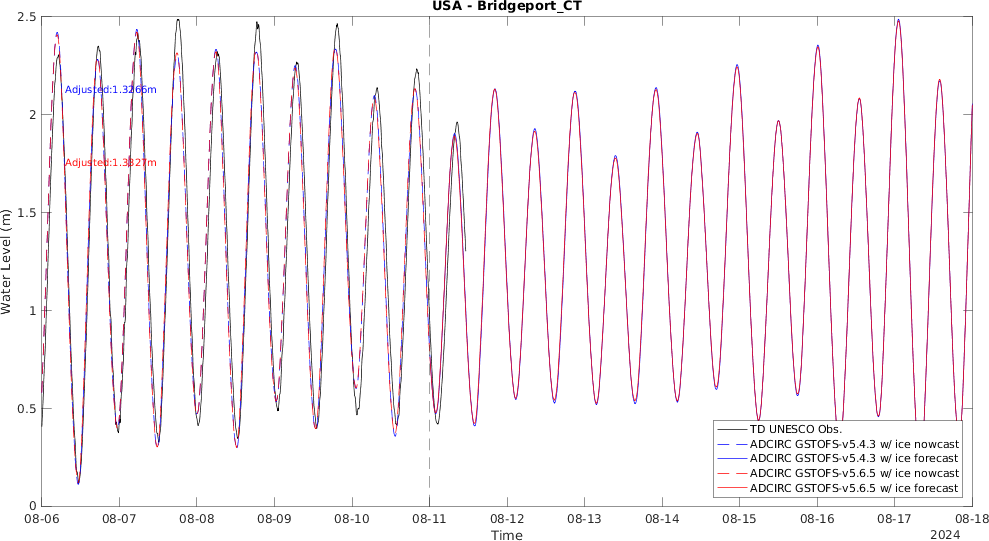 USA - Bridgeport_CT
2.5
2
1.5
1
0.5
0
Water Level (m)
Adjusted:1.3266m
Adjusted:1.3327m
TD UNESCO Obs.
ADCIRC GSTOFS-v5.4.3 w/ ice nowcast
ADCIRC GSTOFS-v5.4.3 w/ ice forecast
ADCIRC GSTOFS-v5.6.5 w/ ice nowcast
ADCIRC GSTOFS-v5.6.5 w/ ice forecast
08-06 08-07 08-08 08-09 08-10 08-11 08-12 08-13 08-14 08-15 08-16 08-17 08-18
Time
2024